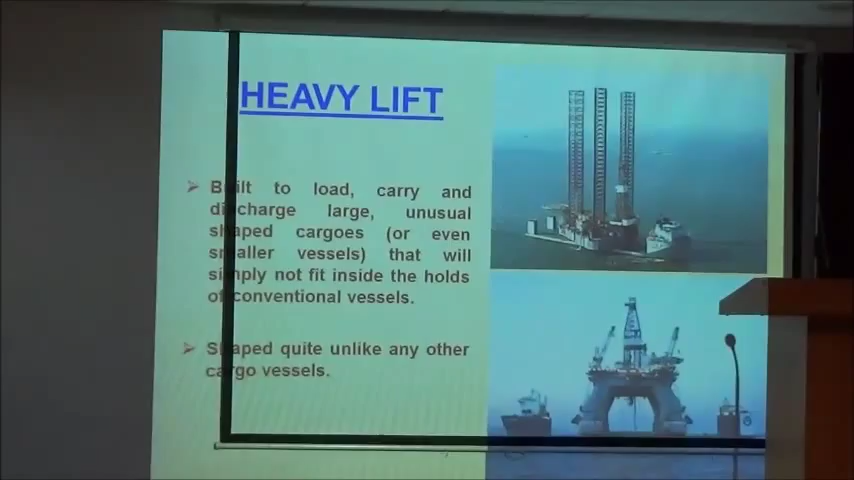 HEAVY LIFT
Built to load, carry and
discharge large, unusual
shaped cargoes (or even
smaller vessels) that will
simply not fit inside the holds
of conventional vessels.
Shaped quite unlike any other
cargo vessels.